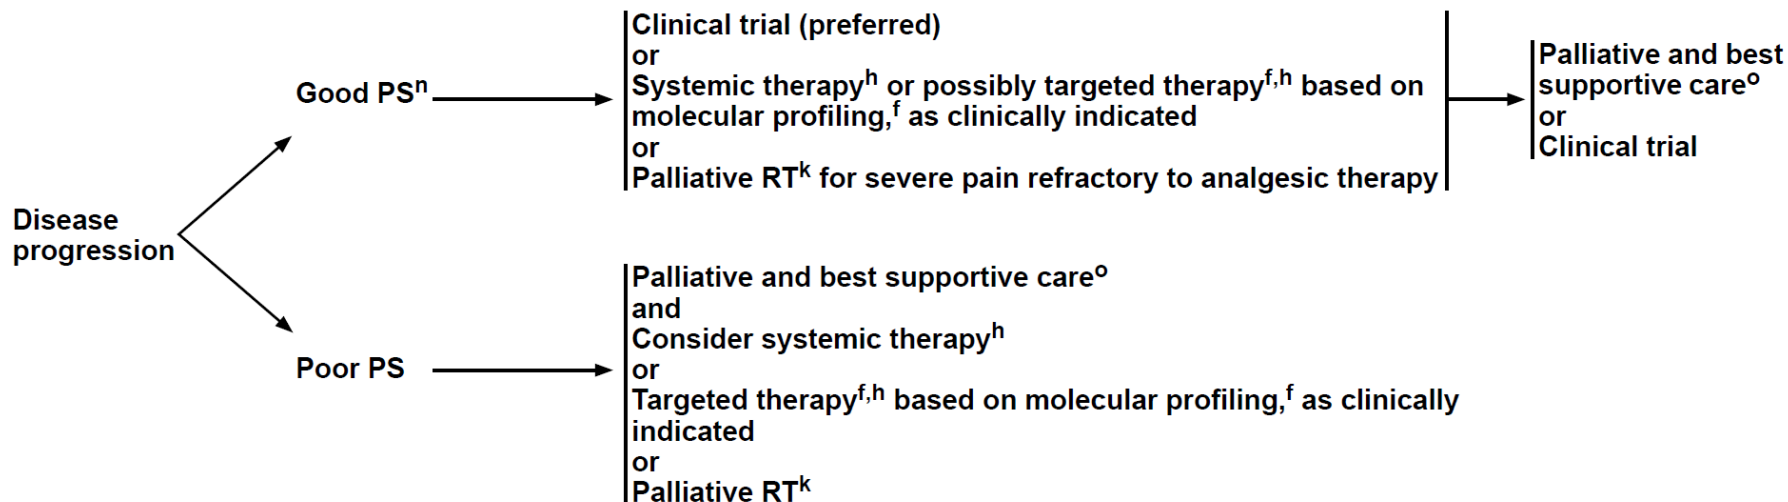 Disease
progression
Good PSⁿ
Clinical trial (preferred)
or
Systemic therapyʰ or possibly targeted therapyᶠ,ʰ based on
molecular profiling,ᶠ as clinically indicated
or
Palliative RTᵏ for severe pain refractory to analgesic therapy
Palliative and best
supportive careᵒ
or
Clinical trial
Poor PS
Palliative and best supportive careᵒ
and
Consider systemic therapyʰ
or
Targeted therapyᶠ,ʰ based on molecular profiling,ᶠ as clinically
indicated
or
Palliative RTᵏ